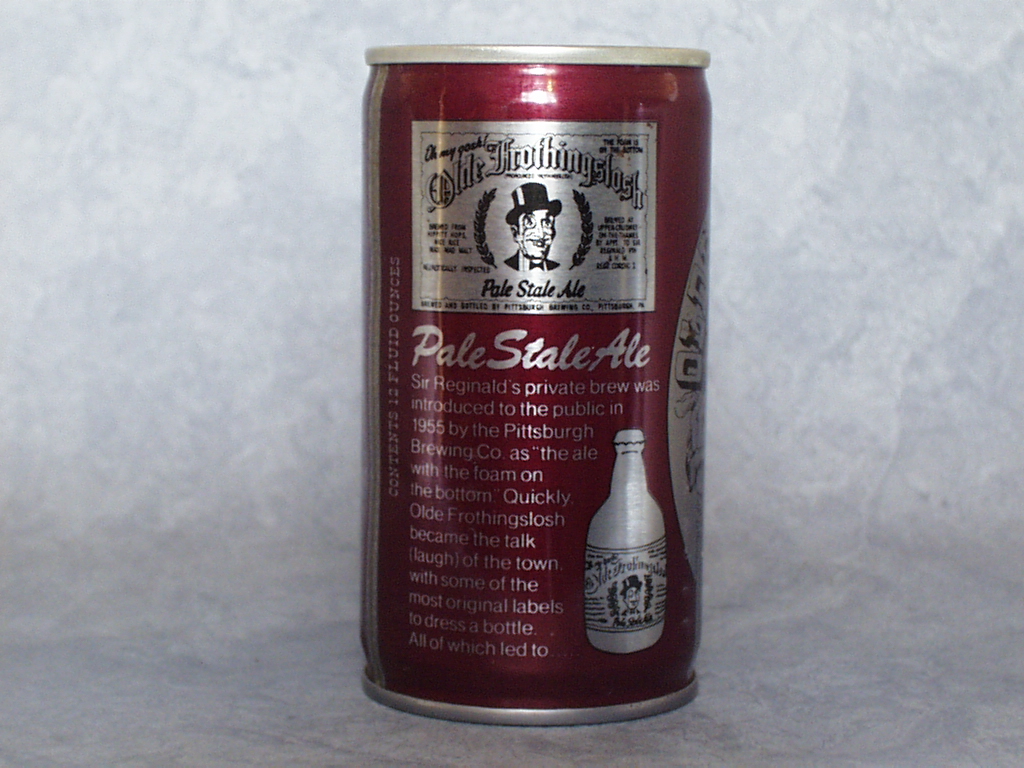 Oh my gosh!
THE FOAM IS
ON THE BOTTOM
Olde Frothingslosh
BREWED FROM
HIPPITY HOPS,
RICE
MALT
BREWED AT
UPPER-CRUDNEY
ON-THE-THAMES
BY APPT. TO SIR
REGINALD
INSPECTED
Pale Stale Ale
BREWED AND BOTTLED BY PITTSBURGH BREWING CO., PITTSBURGH, PA.
Pale Stale Ale
Sir Reginald's private brew was
introduced to the public in
1955 by the Pittsburgh
Brewing Co. as "the ale
with the foam on
the bottom." Quickly,
Olde Frothingslosh
became the talk
(laugh) of the town.
with some of the
most original labels
to dress a bottle.
All of which led to.....
CONTENTS 12 FLUID OUNCES
Olde Frothingslosh
Pale Stale Ale